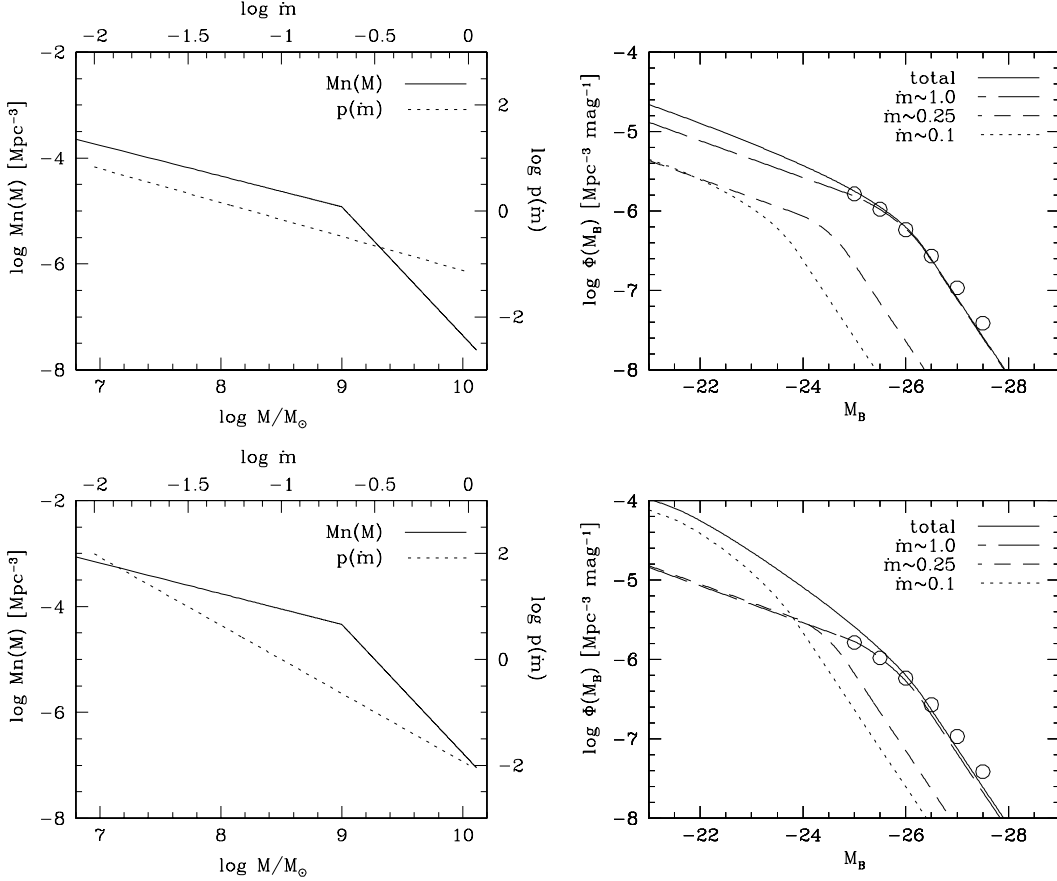 log ṁ
−2 −1.5 −1 −0.5 0
−2
−4
−6
−8
log Mn(M) [Mpc⁻³]
Mn(M)
p(ṁ)
2
0
−2
log p(ṁ)
7 8 9 10
log M/M☉
−4
−5
−6
−7
−8
log Φ(M_B) [Mpc⁻³ mag⁻¹]
total
ṁ~1.0
ṁ~0.25
ṁ~0.1
−22 −24 −26 −28
M_B
log ṁ
−2 −1.5 −1 −0.5 0
−2
−4
−6
−8
log Mn(M) [Mpc⁻³]
Mn(M)
p(ṁ)
2
0
−2
log p(ṁ)
7 8 9 10
log M/M☉
−4
−5
−6
−7
−8
log Φ(M_B) [Mpc⁻³ mag⁻¹]
total
ṁ~1.0
ṁ~0.25
ṁ~0.1
−22 −24 −26 −28
M_B